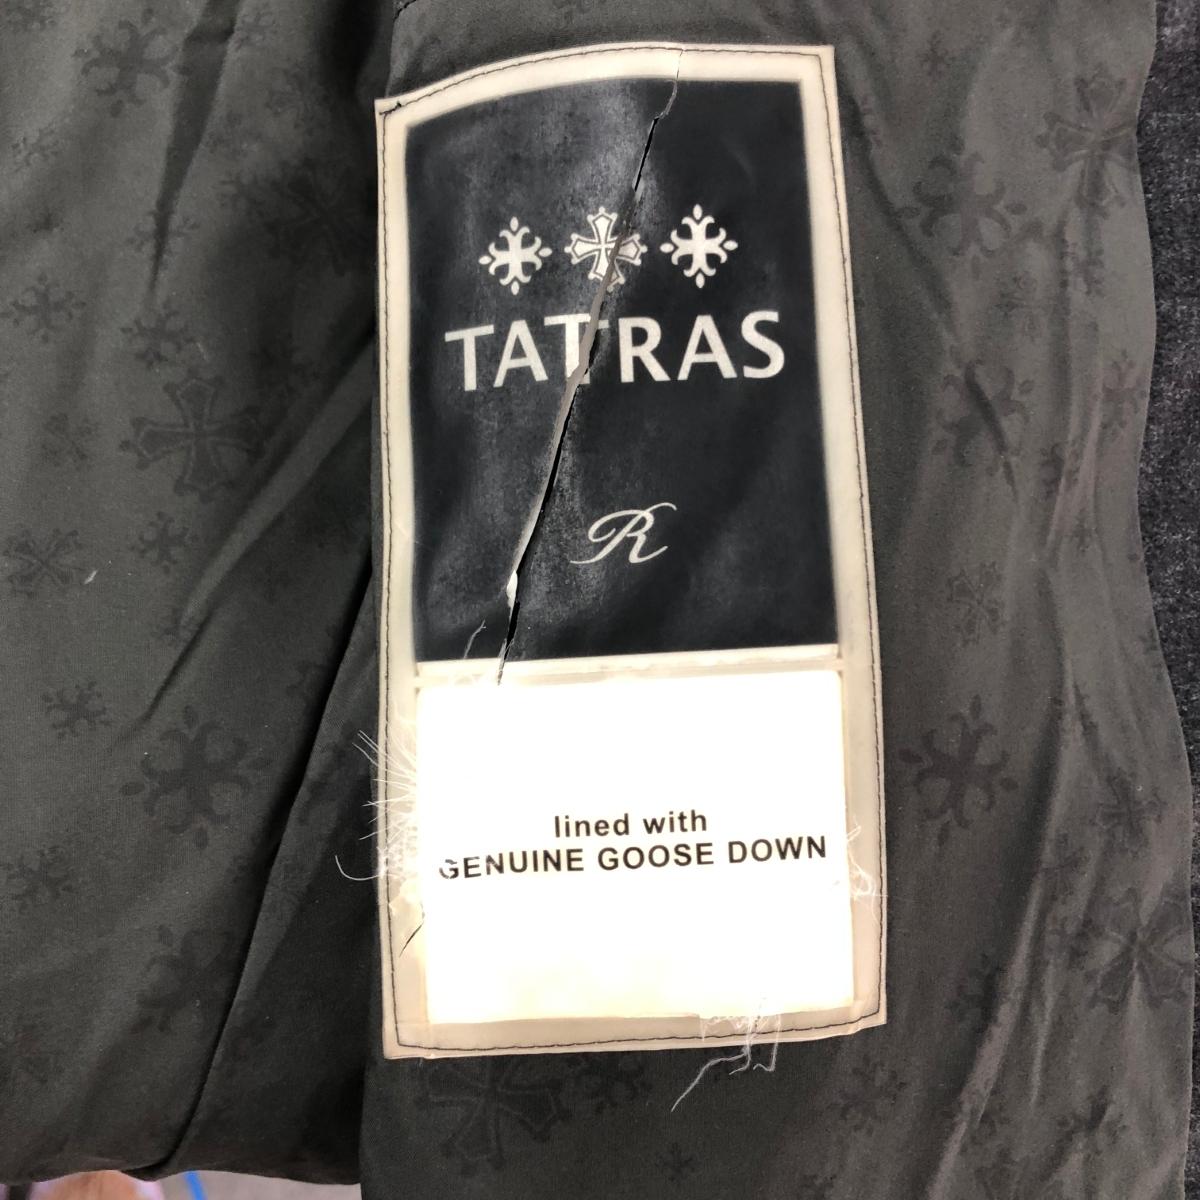 TATRAS
R
lined with
GENUINE GOOSE DOWN